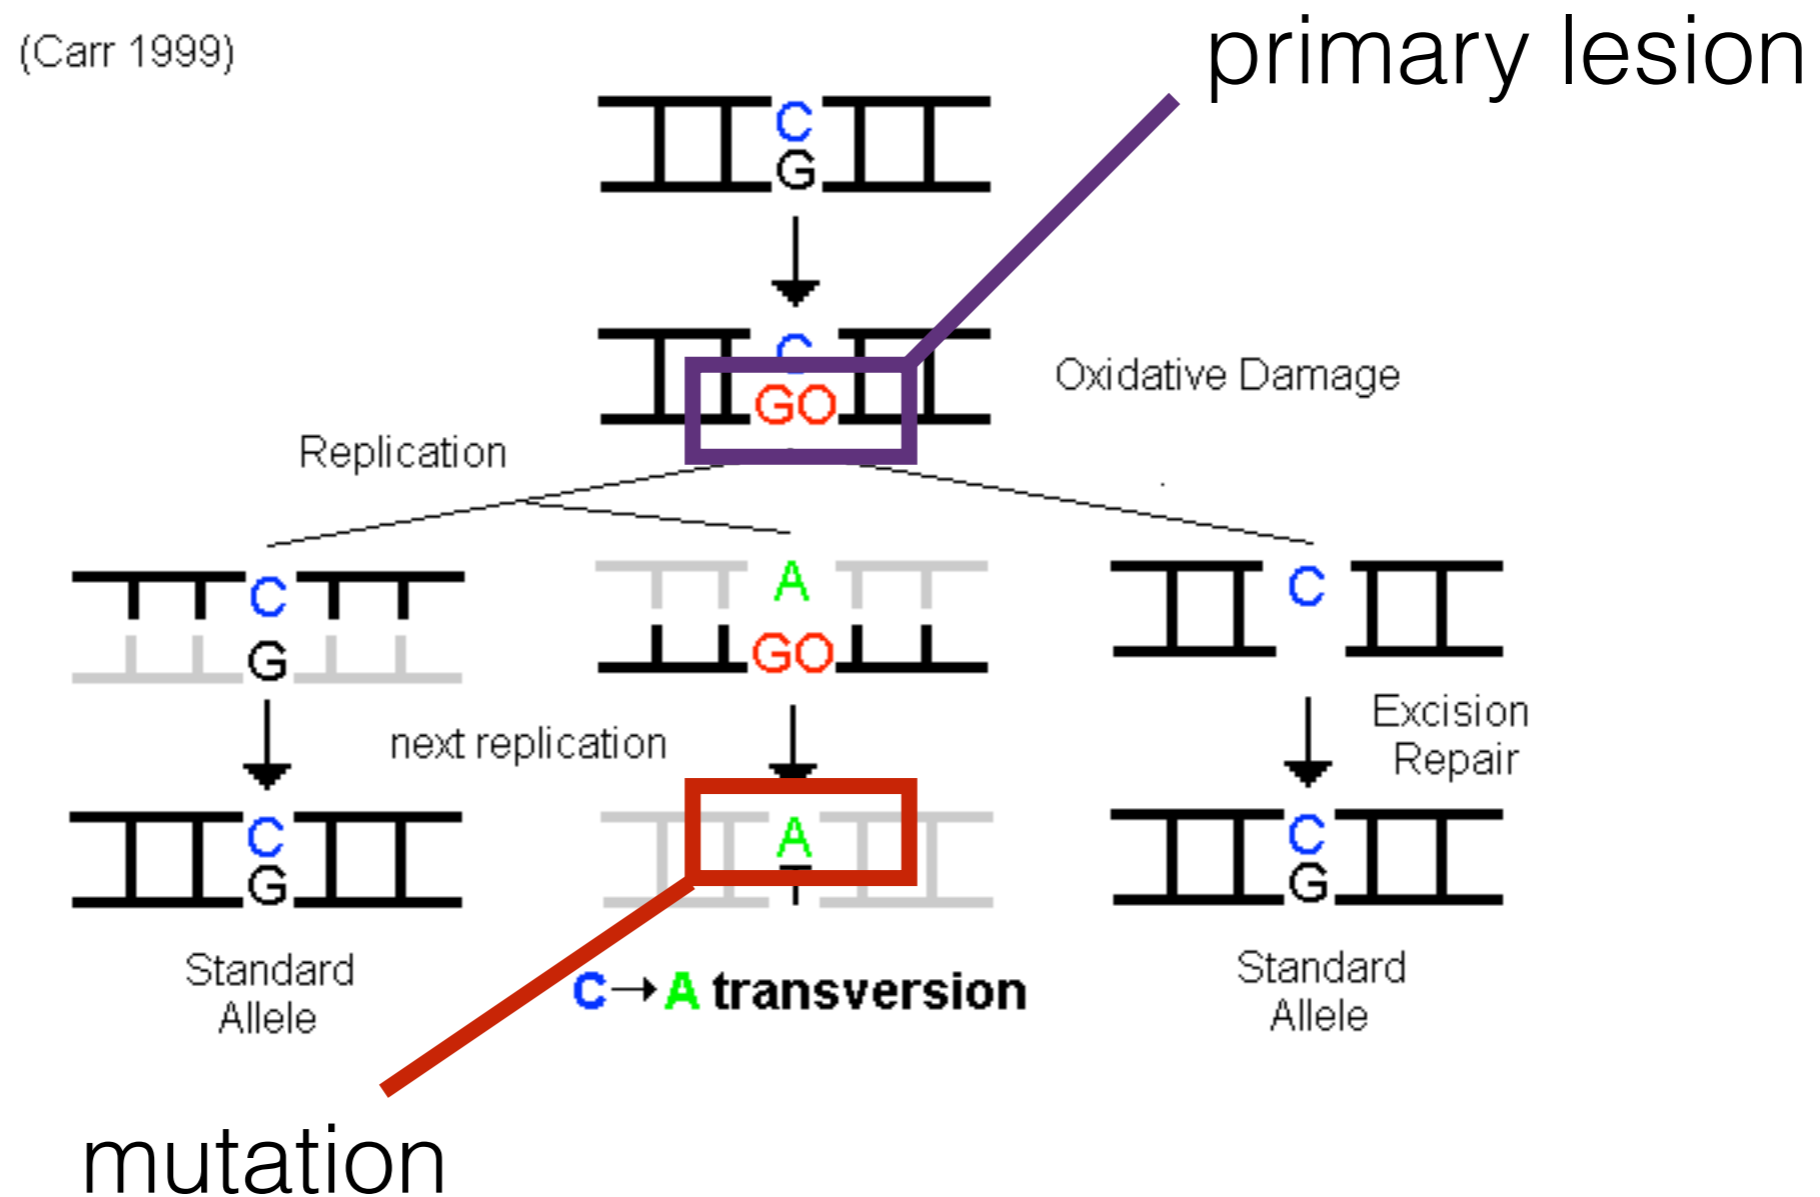 (Carr 1999)
primary lesion
C
G
C
GO
Oxidative Damage
Replication
C
G
A
GO
C
next replication
Excision
Repair
C
G
A
T
C
G
Standard
Allele
C→A transversion
Standard
Allele
mutation